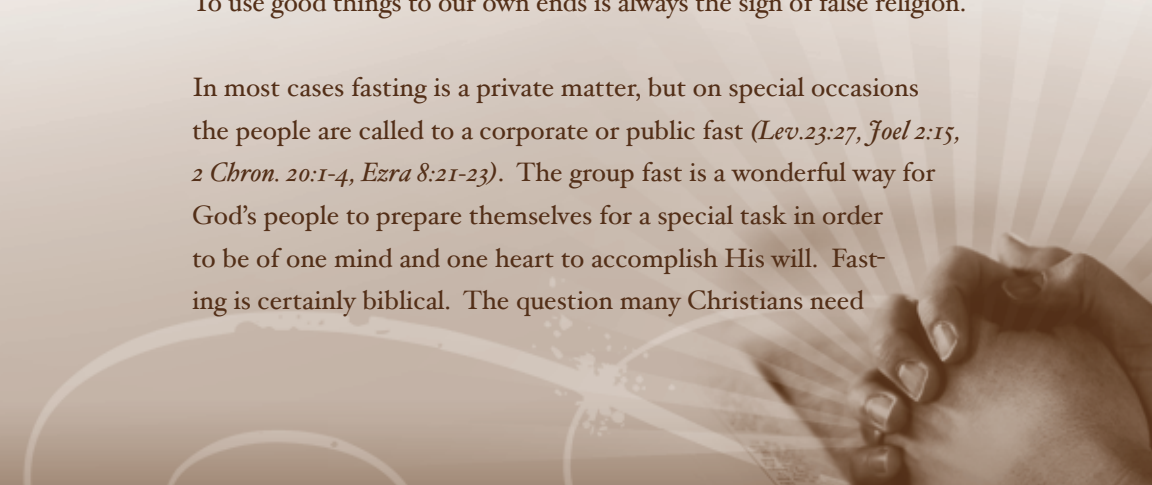 To use good things to our own ends is always the sign of false religion.
In most cases fasting is a private matter, but on special occasions
the people are called to a corporate or public fast (Lev.23:27, Joel 2:15,
2 Chron. 20:1-4, Ezra 8:21-23).  The group fast is a wonderful way for
God’s people to prepare themselves for a special task in order
to be of one mind and one heart to accomplish His will.  Fast-
ing is certainly biblical.  The question many Christians need